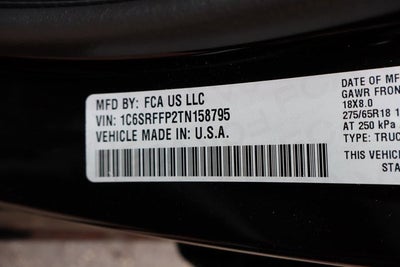 MFD BY: FCA US LLC
VIN: 1C6SRFFP2TN158795
VEHICLE MADE IN U.S.A.
DATE OF MF
GAWR FRON
18X8.0
275/65R18 1
AT 250 kPa
TYPE: TRUC
THIS VEHIC
STA